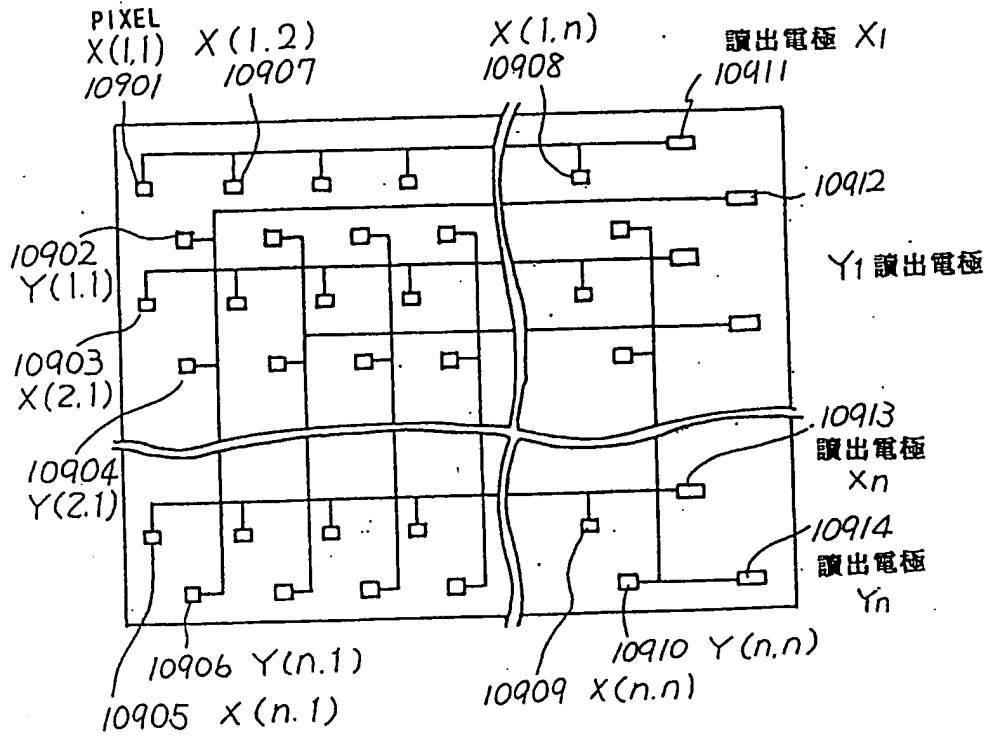 PIXEL
X(1,1)
10901
X(1.2)
10907
X(1,n)
10908
讀出電極 X1
10911
10912
10902
Y(1.1)
Y1 讀出電極
10903
X(2.1)
10904
Y(2.1)
10913
讀出電極
Xn
10914
讀出電極
Yn
10906 Y(n.1)
10905 X(n.1)
10910 Y(n,n)
10909 X(n.n)